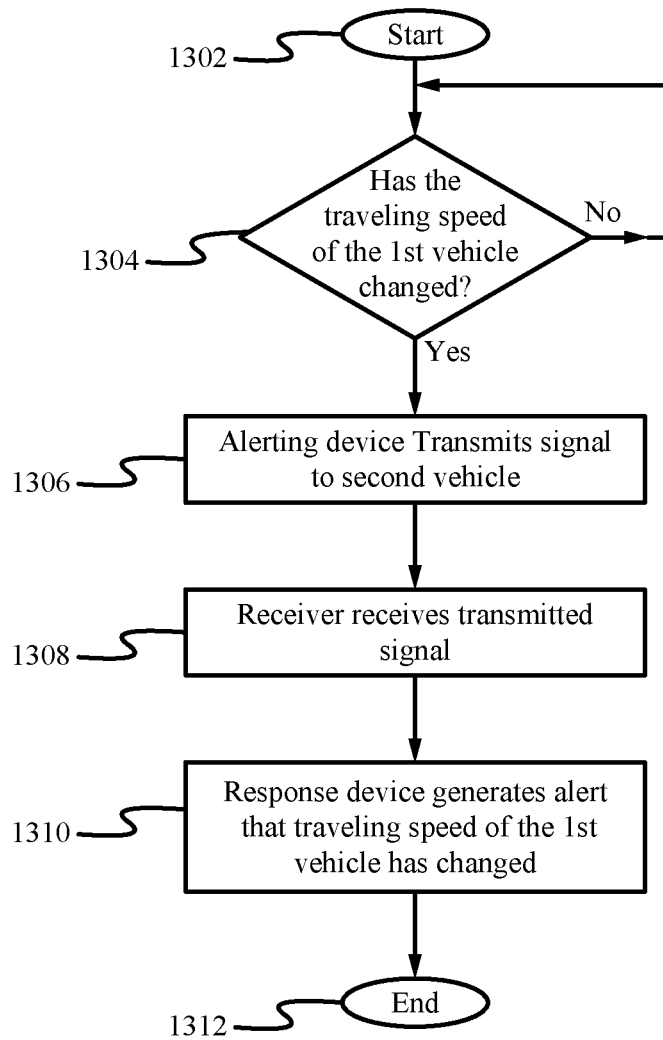 Start
1302
Has the
traveling speed
of the 1st vehicle
changed?
No
1304
Yes
Alerting device Transmits signal
to second vehicle
1306
Receiver receives transmitted
signal
1308
Response device generates alert
that traveling speed of the 1st
vehicle has changed
1310
End
1312